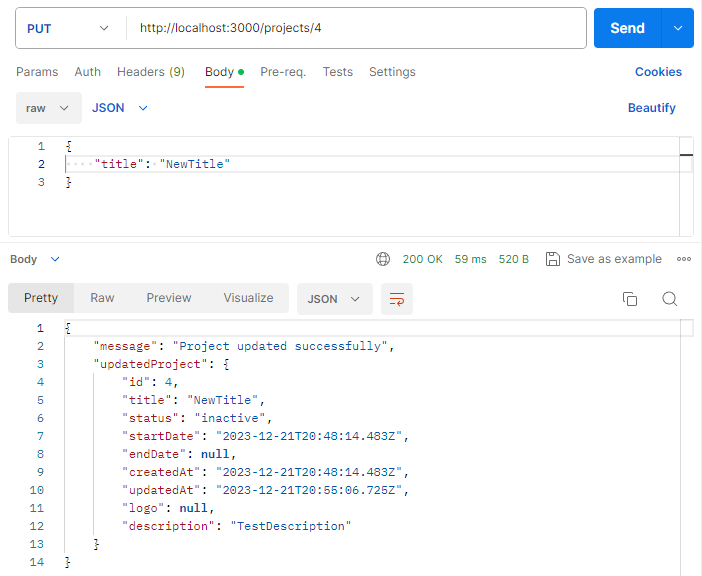 PUT http://localhost:3000/projects/4 Send
Params Auth Headers (9) Body Pre-req. Tests Settings Cookies
raw JSON Beautify
1 {
2 "title": "NewTitle"
3 }
Body 200 OK 59 ms 520 B Save as example
Pretty Raw Preview Visualize JSON
1 {
2 "message": "Project updated successfully",
3 "updatedProject": {
4 "id": 4,
5 "title": "NewTitle",
6 "status": "inactive",
7 "startDate": "2023-12-21T20:48:14.483Z",
8 "endDate": null,
9 "createdAt": "2023-12-21T20:48:14.483Z",
10 "updatedAt": "2023-12-21T20:55:06.725Z",
11 "logo": null,
12 "description": "TestDescription"
13 }
14 }